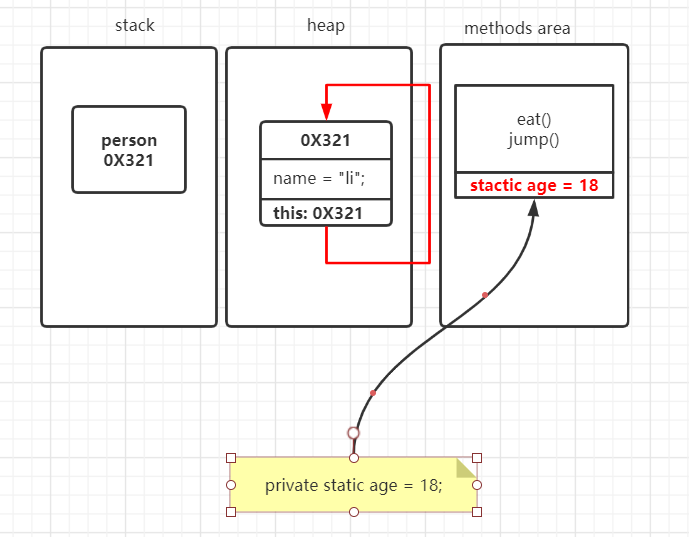 stack
heap
methods area
person
0X321
0X321
name = "li";
this: 0X321
eat()
jump()
stactic age = 18
private static age = 18;